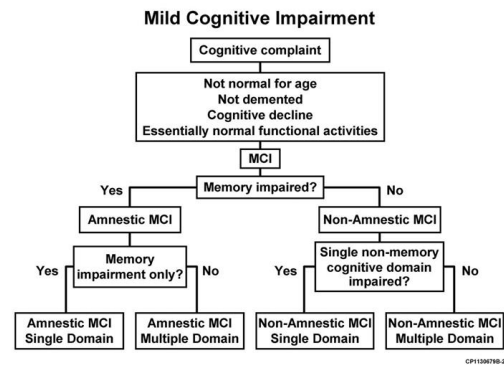 Mild Cognitive Impairment
Cognitive complaint
Not normal for age
Not demented
Cognitive decline
Essentially normal functional activities
MCI
Yes
Memory impaired?
No
Amnestic MCI
Non-Amnestic MCI
Yes
Memory
impairment only?
No
Yes
Single non-memory
cognitive domain
impaired?
No
Amnestic MCI
Single Domain
Amnestic MCI
Multiple Domain
Non-Amnestic MCI
Single Domain
Non-Amnestic MCI
Multiple Domain
CP1130679B-2